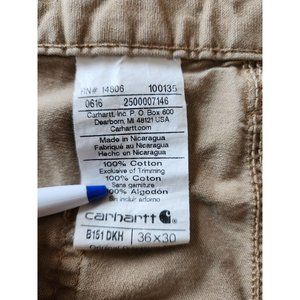 RN# 14806 100135
0616 2500007146
Carhartt, Inc. P.O. Box 600
Dearborn, MI 48121 USA
Carhartt.com
Made in Nicaragua
Fabriqué au Nicaragua
Hecho en Nicaragua
100% Cotton
Exclusive of Trimming
100% Coton
Sans garniture
100% Algodón
Sin incluir adorno
carhartt
B151 DKH 36x30